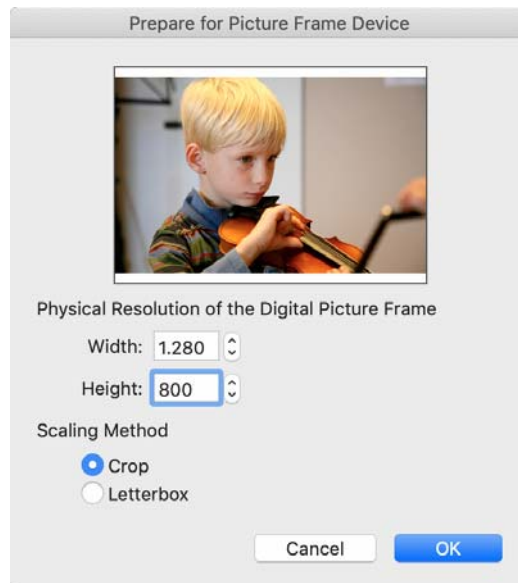 Prepare for Picture Frame Device
Physical Resolution of the Digital Picture Frame
Width: 1.280
Height: 800
Scaling Method
Crop
Letterbox
Cancel OK